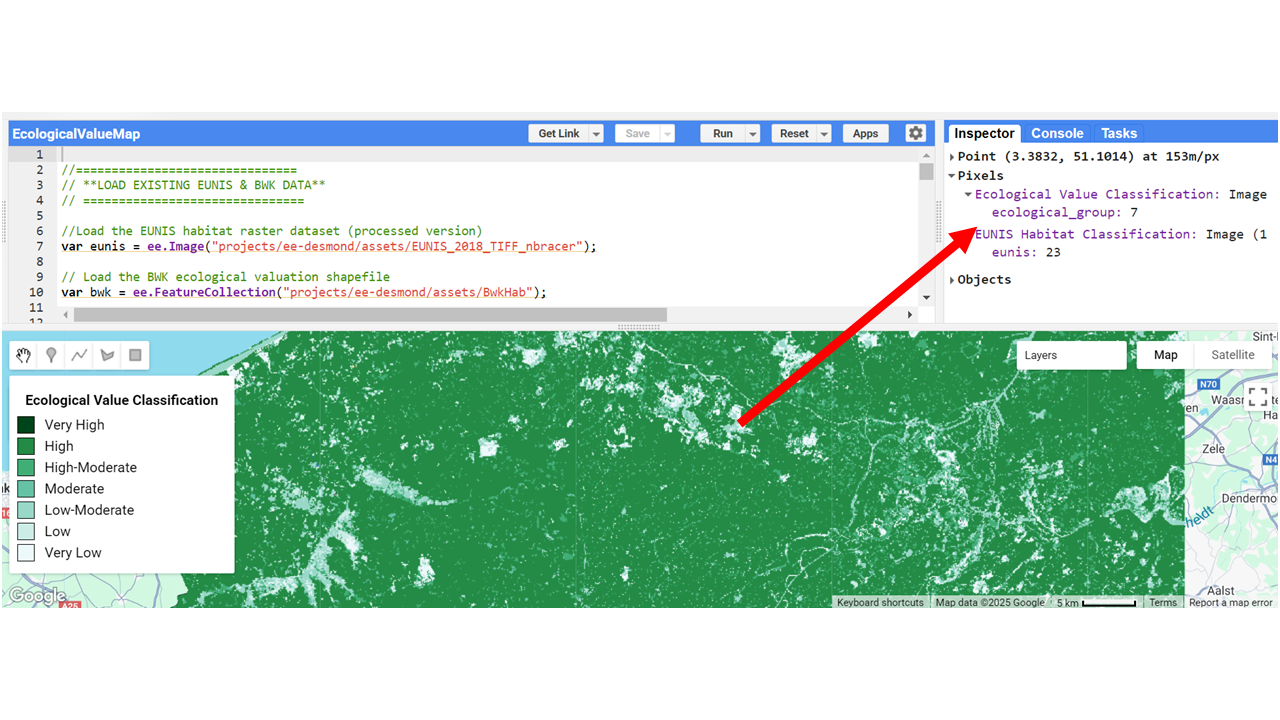 EcologicalValueMap
Get Link
Save
Run
Reset
Apps
1
2 //===============================
3 // **LOAD EXISTING EUNIS & BWK DATA**
4 // ===============================
5
6 //Load the EUNIS habitat raster dataset (processed version)
7 var eunis = ee.Image("projects/ee-desmond/assets/EUNIS_2018_TIFF_nbracer");
8
9 // Load the BWK ecological valuation shapefile
10 var bwk = ee.FeatureCollection("projects/ee-desmond/assets/BwkHab");
11
12
Inspector Console Tasks
Point (3.3832, 51.1014) at 153m/px
Pixels
Ecological Value Classification: Image
ecological_group: 7
EUNIS Habitat Classification: Image (1
eunis: 23
Objects
Layers
Map Satellite
Ecological Value Classification
Very High
High
High-Moderate
Moderate
Low-Moderate
Low
Very Low
Sint-
N70
Waas
Zele
N4
Dendermo
heldt
Aalst
Google
A25
Keyboard shortcuts
Map data ©2025 Google
5 km
Terms
Report a map error